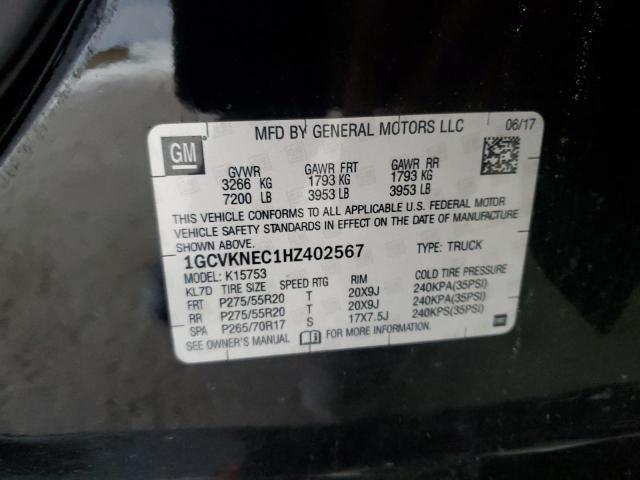 MFD BY GENERAL MOTORS LLC 06/17
GM
GVWR GAWR FRT GAWR RR
3266 KG 1793 KG 1793 KG
7200 LB 3953 LB 3953 LB
THIS VEHICLE CONFORMS TO ALL APPLICABLE U.S. FEDERAL MOTOR
VEHICLE SAFETY STANDARDS IN EFFECT ON THE DATE OF MANUFACTURE
SHOWN ABOVE.
1GCVKNEC1HZ402567 TYPE: TRUCK
MODEL: K15753
KL7D TIRE SIZE SPEED RTG RIM COLD TIRE PRESSURE
FRT P275/55R20 T 20X9J 240KPA(35PSI)
RR P275/55R20 T 20X9J 240KPA(35PSI)
SPA P265/70R17 S 17X7.5J 240KPS(35PSI)
SEE OWNER'S MANUAL FOR MORE INFORMATION.